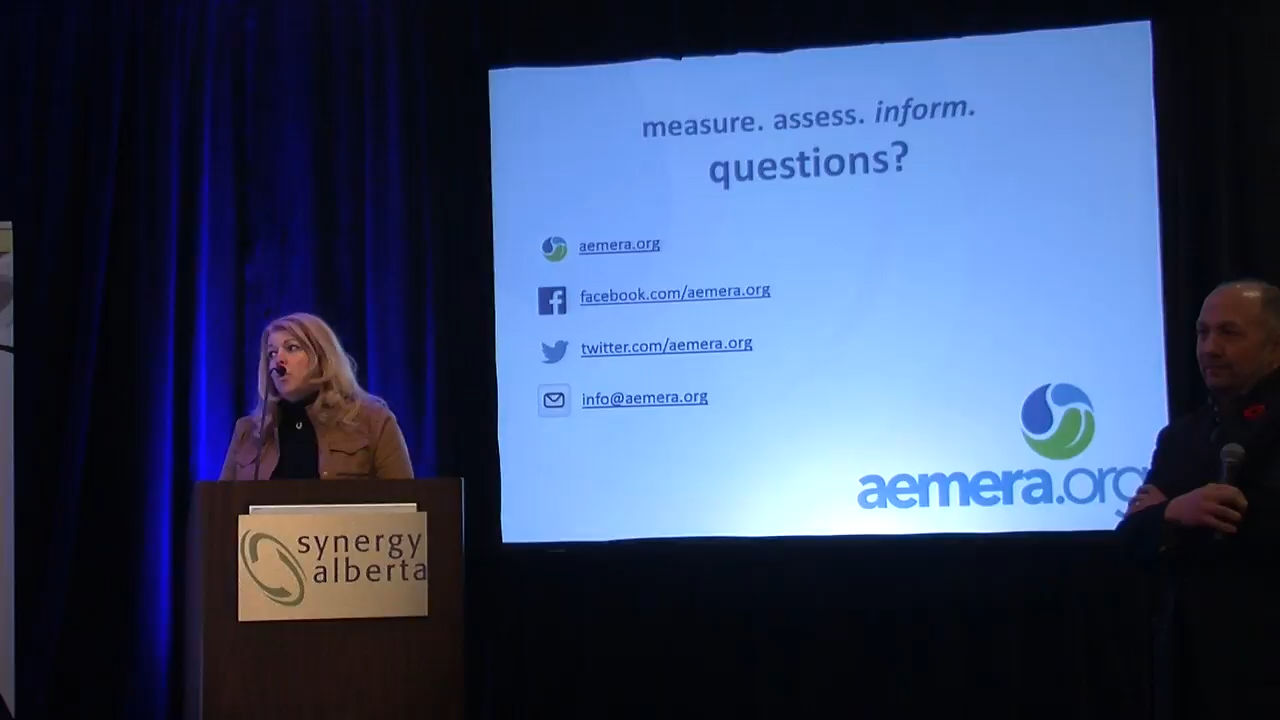 measure. assess. inform.
questions?
aemera.org
facebook.com/aemera.org
twitter.com/aemera.org
info@aemera.org
aemera.org
synergy
alberta